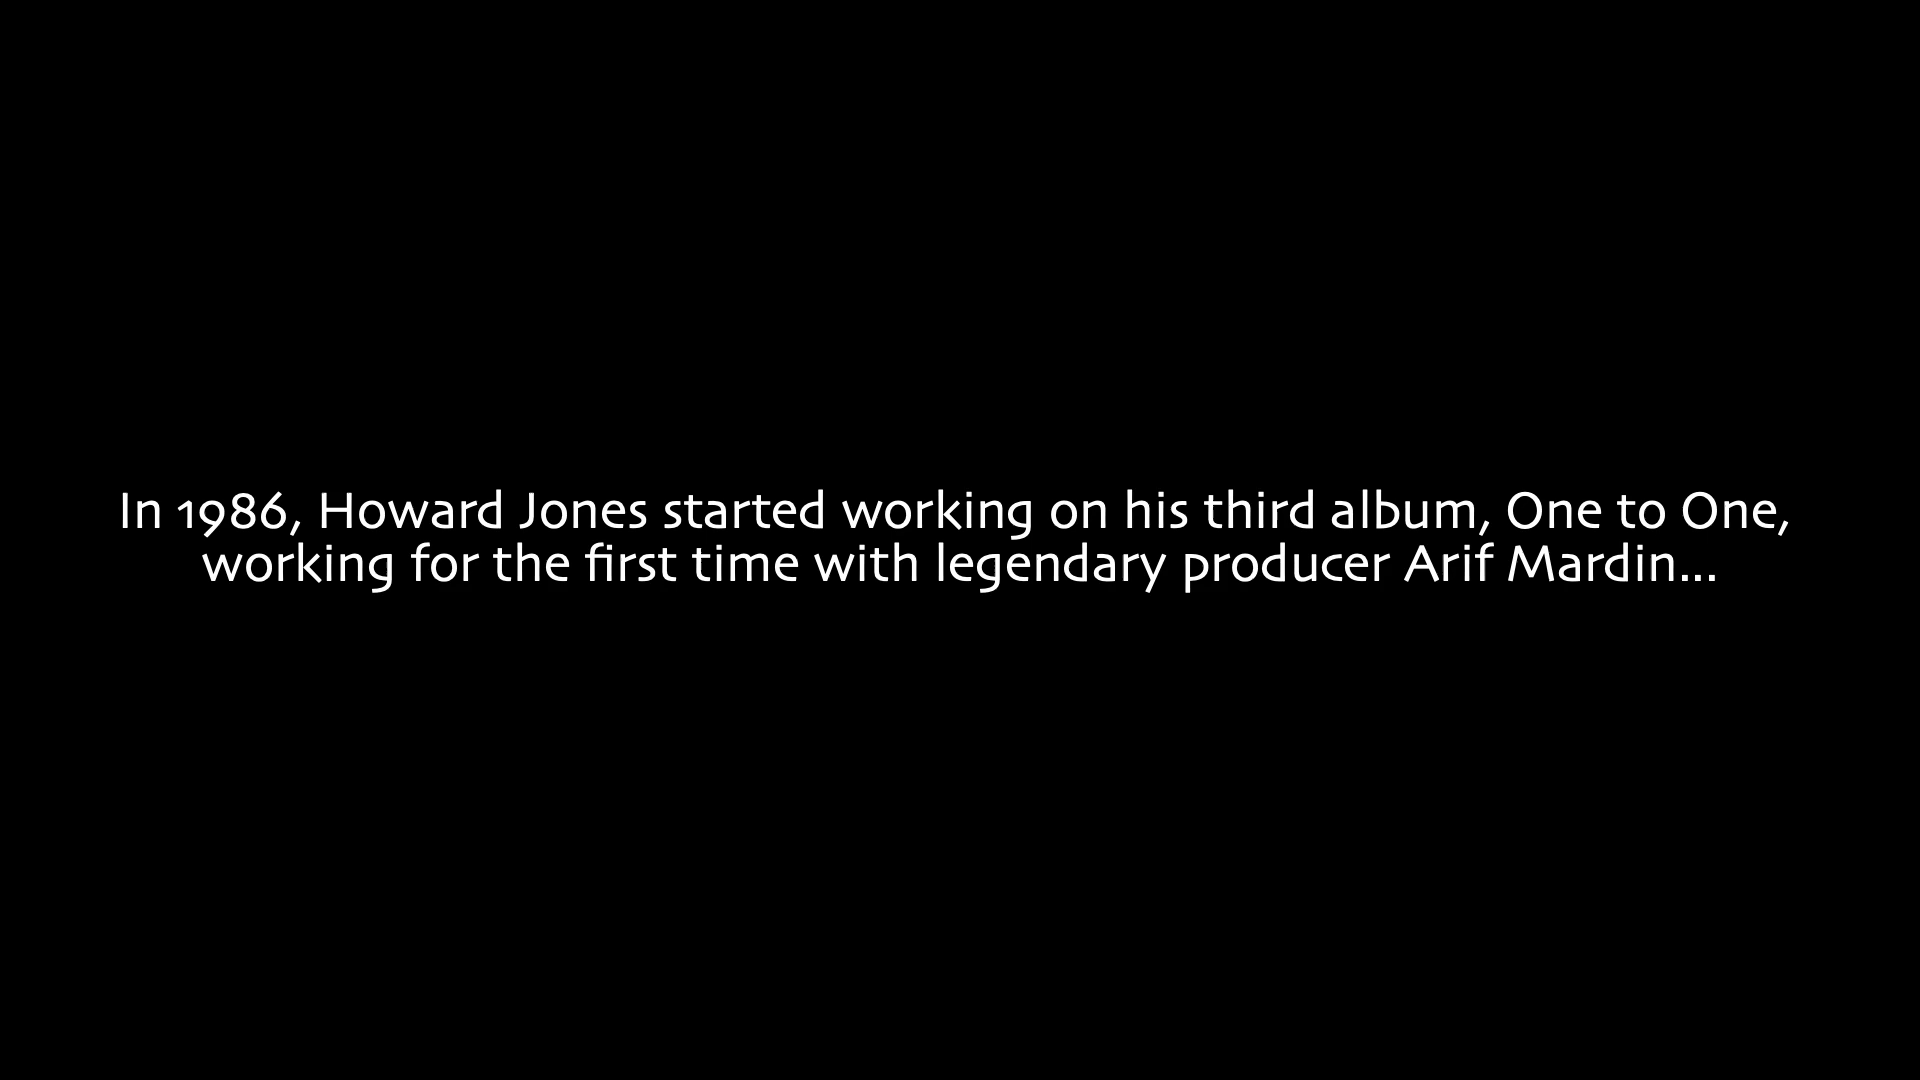 In 1986, Howard Jones started working on his third album, One to One,
working for the first time with legendary producer Arif Mardin...